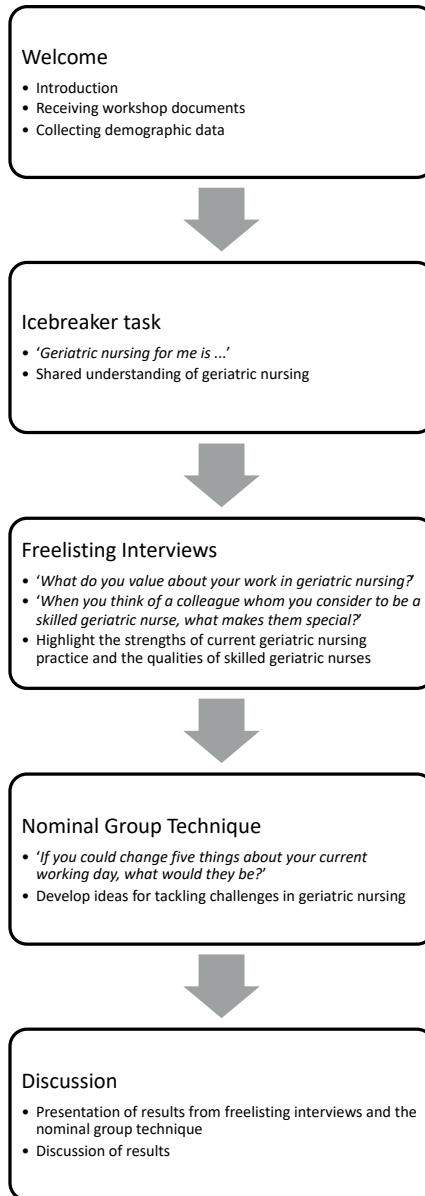 Welcome
• Introduction
• Receiving workshop documents
• Collecting demographic data
Icebreaker task
• ‘Geriatric nursing for me is ...’
• Shared understanding of geriatric nursing
Freelisting Interviews
• ‘What do you value about your work in geriatric nursing?’
• ‘When you think of a colleague whom you consider to be a
skilled geriatric nurse, what makes them special?’
• Highlight the strengths of current geriatric nursing
practice and the qualities of skilled geriatric nurses
Nominal Group Technique
• ‘If you could change five things about your current
working day, what would they be?’
• Develop ideas for tackling challenges in geriatric nursing
Discussion
• Presentation of results from freelisting interviews and the
nominal group technique
• Discussion of results